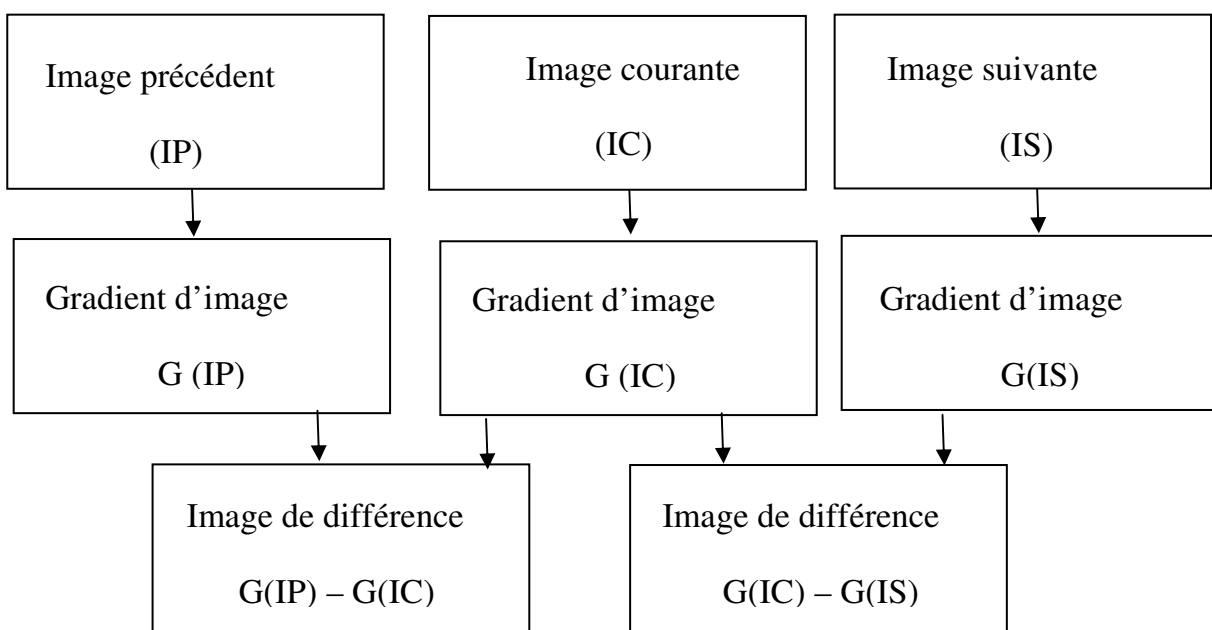 Image précédent
(IP)
Image courante
(IC)
Image suivante
(IS)
Gradient d’image
G (IP)
Gradient d’image
G (IC)
Gradient d’image
G(IS)
Image de différence
G(IP) – G(IC)
Image de différence
G(IC) – G(IS)